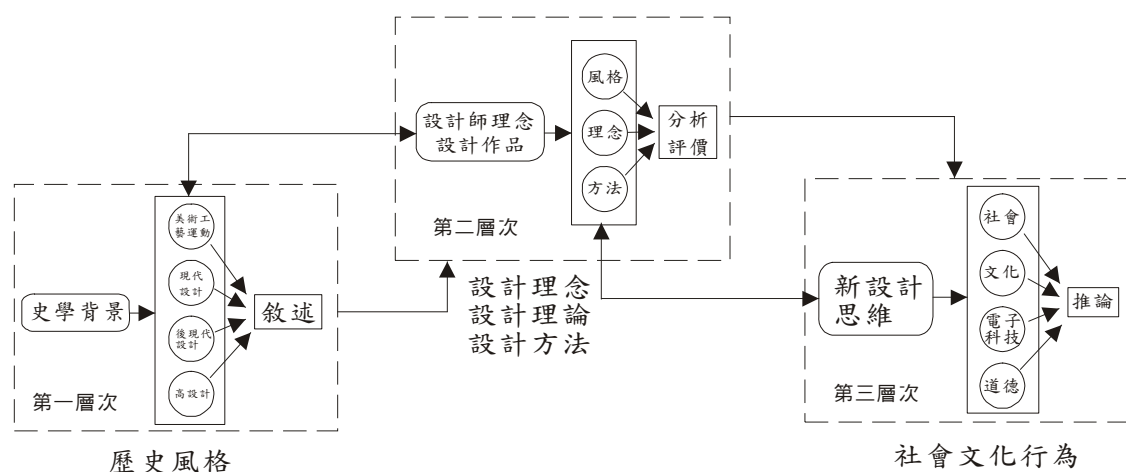 史學背景
美術工
藝運動
現代
設計
後現代
設計
高設計
敘述
第一層次
歷史風格
設計師理念
設計作品
風格
理念
方法
分析
評價
第二層次
設計理念
設計理論
設計方法
新設計
思維
社會
文化
電子
科技
道德
推論
第三層次
社會文化行為